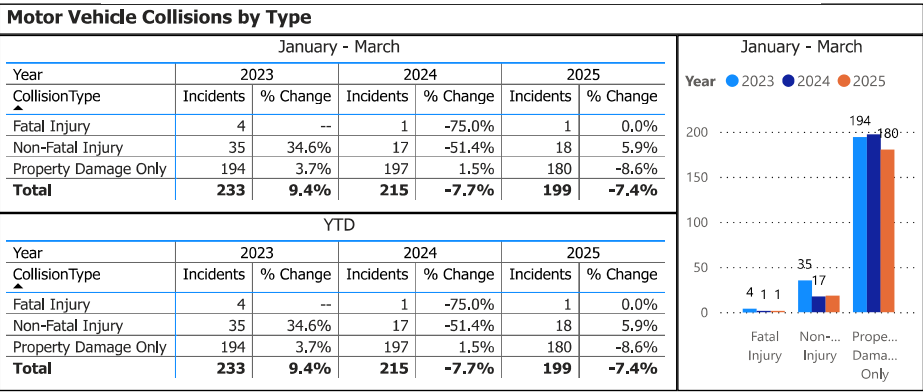 Motor Vehicle Collisions by Type
January - March
Year 2023 2024 2025
CollisionType Incidents % Change Incidents % Change Incidents % Change
Fatal Injury 4 -- 1 -75.0% 1 0.0%
Non-Fatal Injury 35 34.6% 17 -51.4% 18 5.9%
Property Damage Only 194 3.7% 197 1.5% 180 -8.6%
Total 233 9.4% 215 -7.7% 199 -7.4%
YTD
Year 2023 2024 2025
CollisionType Incidents % Change Incidents % Change Incidents % Change
Fatal Injury 4 -- 1 -75.0% 1 0.0%
Non-Fatal Injury 35 34.6% 17 -51.4% 18 5.9%
Property Damage Only 194 3.7% 197 1.5% 180 -8.6%
Total 233 9.4% 215 -7.7% 199 -7.4%
January - March
Year 2023 2024 2025
194
200 180
150
100
50 35
4 1 1 17
0
Fatal Non-... Prope...
Injury Injury Dama...
Only